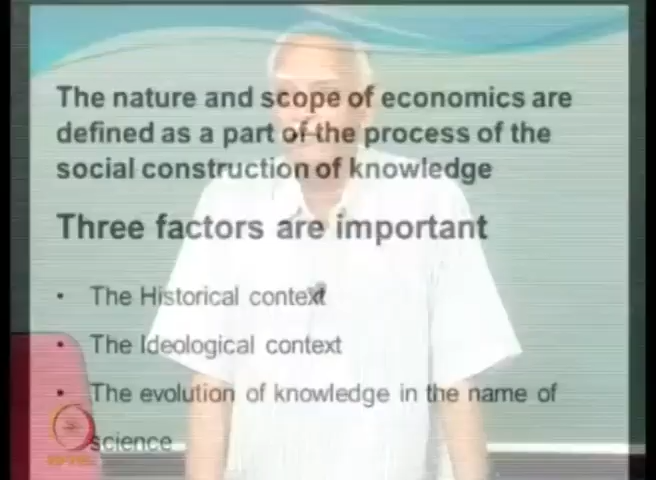 The nature and scope of economics are
defined as a part of the process of the
social construction of knowledge
Three factors are important
• The Historical context
• The Ideological context
• The evolution of knowledge in the name of
science